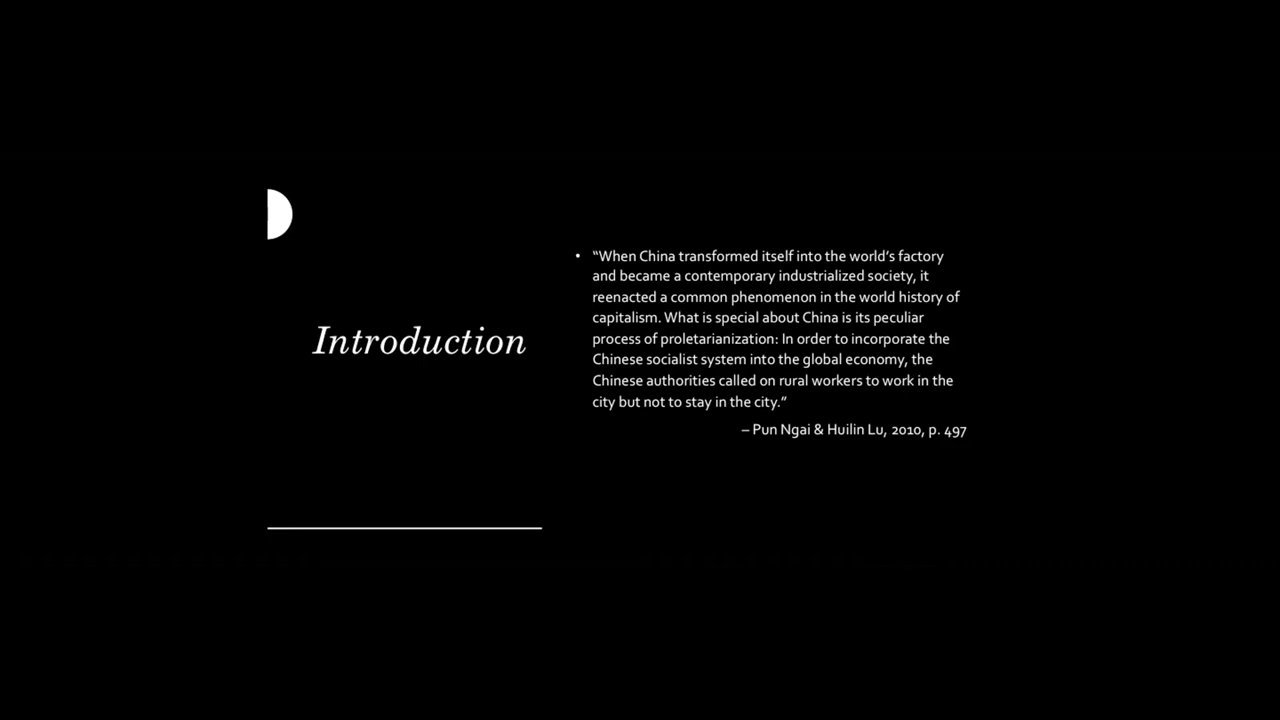 Introduction
• “When China transformed itself into the world’s factory
and became a contemporary industrialized society, it
reenacted a common phenomenon in the world history of
capitalism. What is special about China is its peculiar
process of proletarianization: In order to incorporate the
Chinese socialist system into the global economy, the
Chinese authorities called on rural workers to work in the
city but not to stay in the city.”
– Pun Ngai & Huilin Lu, 2010, p. 497